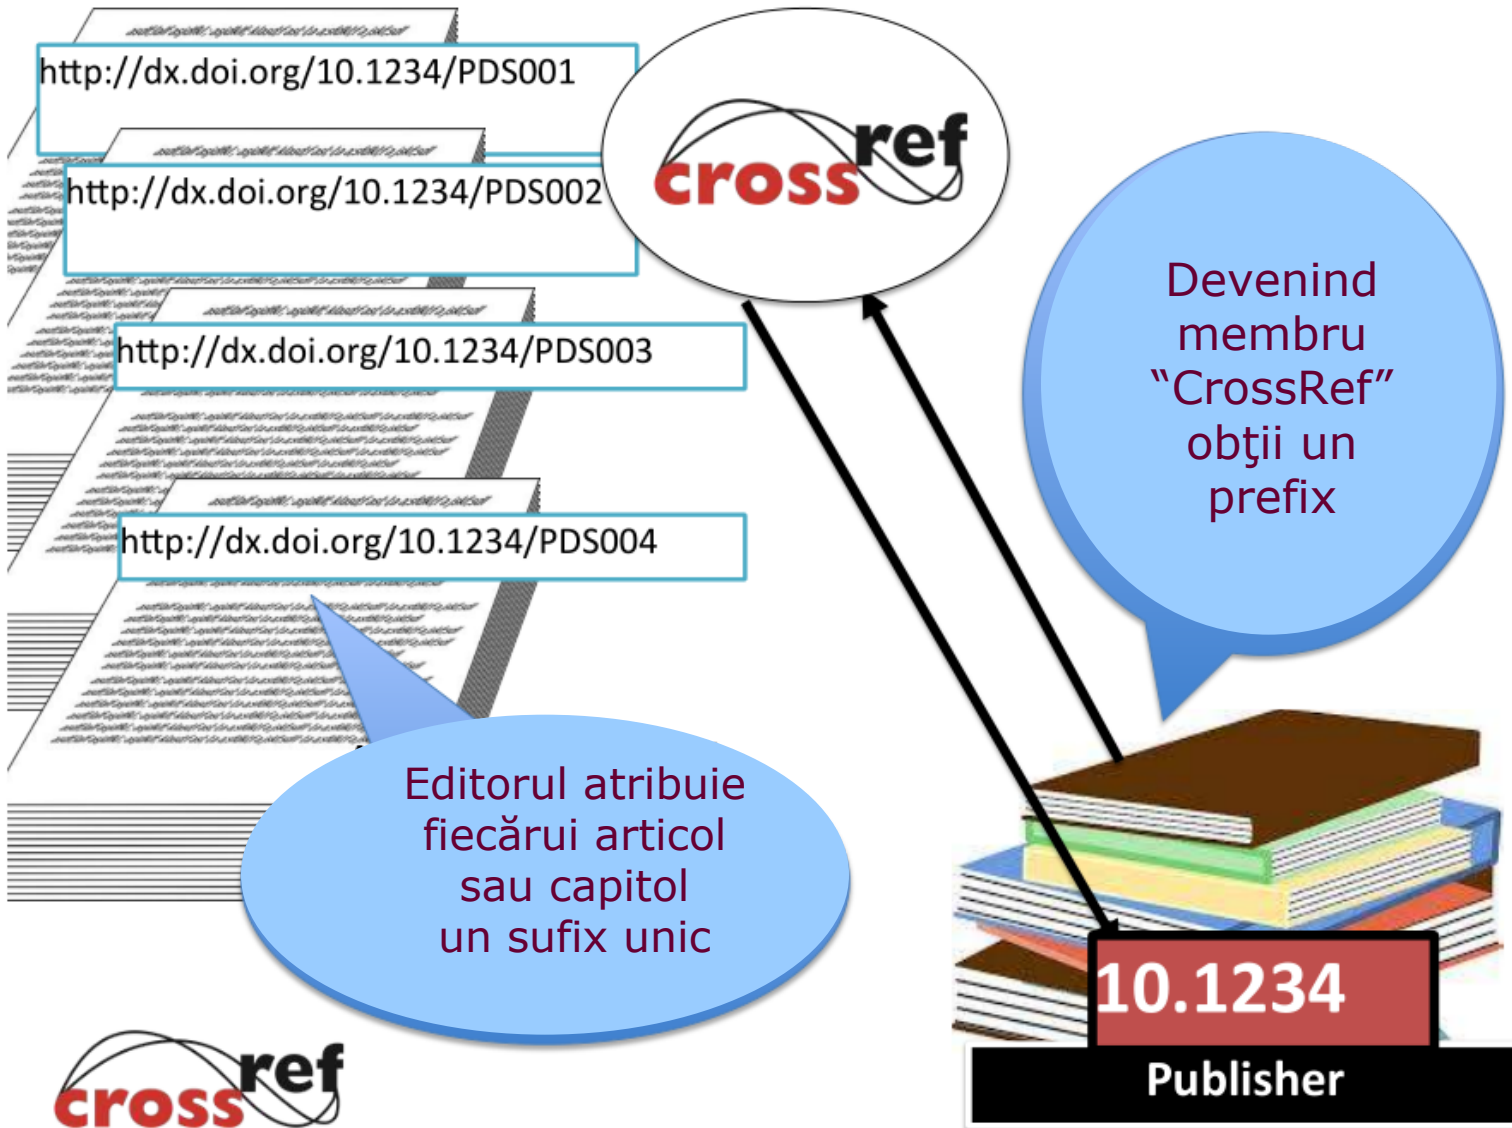 http://dx.doi.org/10.1234/PDS001
http://dx.doi.org/10.1234/PDS002
http://dx.doi.org/10.1234/PDS003
http://dx.doi.org/10.1234/PDS004
crossref
Devenind
membru
“CrossRef”
obţii un
prefix
Editorul atribuie
fiecărui articol
sau capitol
un sufix unic
10.1234
Publisher
crossref